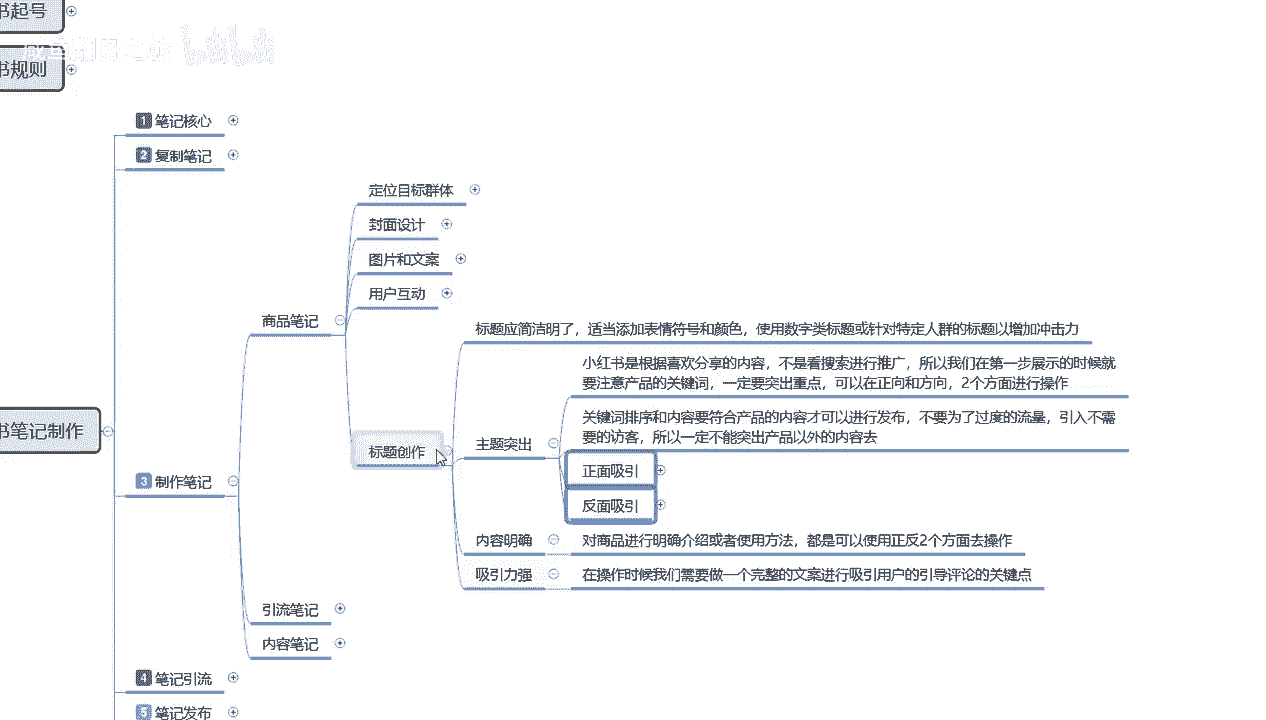 书起号
书规则
1 笔记核心
2 复制笔记
定位目标群体
封面设计
图片和文案
用户互动
商品笔记
标题应简洁明了，适当添加表情符号和颜色，使用数字类标题或针对特定人群的标题以增加冲击力
小红书是根据喜欢分享的内容，不是看搜索进行推广，所以我们在第一步展示的时候就
要注意产品的关键词，一定要突出重点，可以在正向和方向，2个方面进行操作
关键词排序和内容要符合产品的内容才可以进行发布，不要为了过度的流量，引入不需
要的访客，所以一定不能突出产品以外的内容去
书笔记制作
标题创作
主题突出
正面吸引
3 制作笔记
反面吸引
内容明确
对商品进行明确介绍或者使用方法，都是可以使用正反2个方面去操作
吸引力强
在操作时候我们需要做一个完整的文案进行吸引用户的引导评论的关键点
引流笔记
内容笔记
4 笔记引流
5 笔记发布